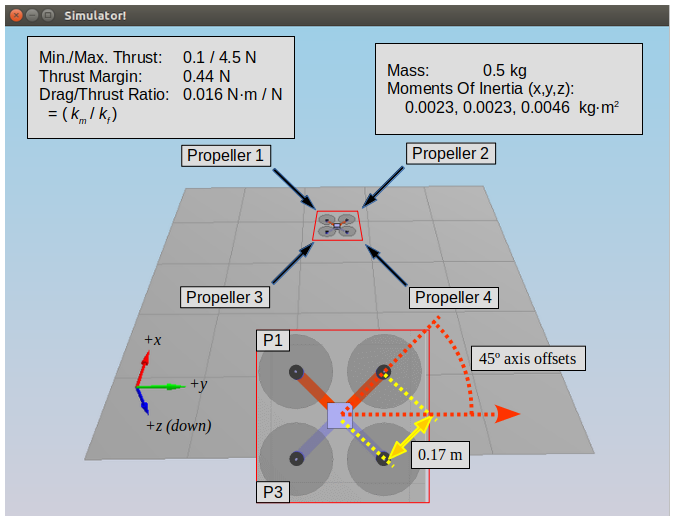 Simulator!
Min./Max. Thrust: 0.1 / 4.5 N
Thrust Margin: 0.44 N
Drag/Thrust Ratio: 0.016 N·m / N
= ( kₘ / k_f )
Mass: 0.5 kg
Moments Of Inertia (x,y,z):
0.0023, 0.0023, 0.0046 kg·m²
Propeller 1
Propeller 2
Propeller 3
Propeller 4
+x
+y
+z (down)
P1
45º axis offsets
0.17 m
P3